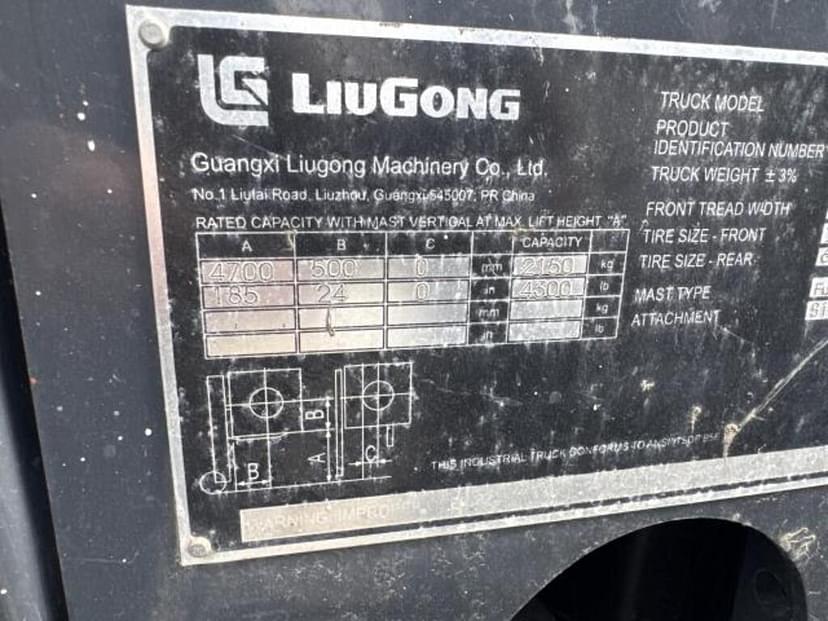 LG LIUGONG
Guangxi Liugong Machinery Co., Ltd.
No.1 Liutai Road, Liuzhou, Guangxi 545007, PR China
RATED CAPACITY WITH MAST VERTICAL AT MAX. LIFT HEIGHT "A"
A B C CAPACITY
4700 500 0 mm 2150 kg
185 24 0 in 4300 lb
mm kg
in lb
B
B A C
TRUCK MODEL
PRODUCT
IDENTIFICATION NUMBER
TRUCK WEIGHT ± 3%
FRONT TREAD WIDTH
TIRE SIZE - FRONT
TIRE SIZE - REAR
MAST TYPE
ATTACHMENT
THIS INDUSTRIAL TRUCK CONFORMS TO
WARNING: IMPRO